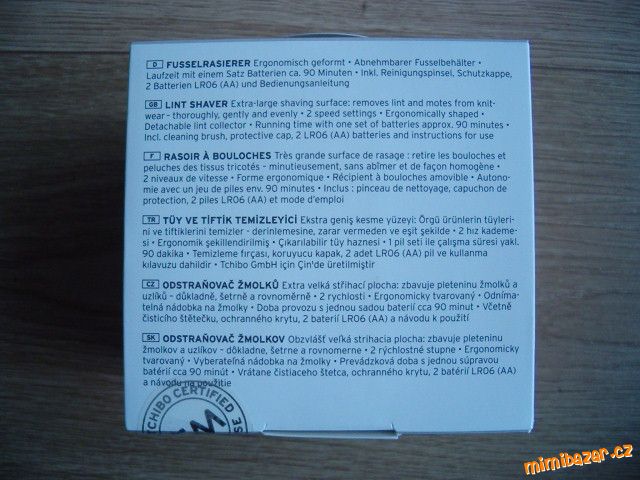 D FUSSELRASIERER Ergonomisch geformt • Abnehmbarer Fusselbehälter •
Laufzeit mit einem Satz Batterien ca. 90 Minuten • Inkl. Reinigungspinsel, Schutzkappe,
2 Batterien LR06 (AA) und Bedienungsanleitung
GB LINT SHAVER Extra-large shaving surface: removes lint and motes from knit-
wear – thoroughly, gently and evenly • 2 speed settings • Ergonomically shaped •
Detachable lint collector • Running time with one set of batteries approx. 90 minutes •
Incl. cleaning brush, protective cap, 2 LR06 (AA) batteries and instructions for use
F RASOIR À BOULOCHES Très grande surface de rasage : retire les bouloches et
peluches des tissus tricotés - minutieusement, sans abîmer et de façon homogène •
2 niveaux de vitesse • Forme ergonomique • Récipient à bouloches amovible • Autono-
mie avec un jeu de piles env. 90 minutes • Inclus : pinceau de nettoyage, capuchon de
protection, 2 piles LR06 (AA) et mode d'emploi
TR TÜY VE TİFTİK TEMİZLEYİCİ Ekstra geniş kesme yüzeyi: Örgü ürünlerin tüyleri-
ni ve tiftiklerini temizler - derinlemesine, zarar vermeden ve eşit şekilde • 2 hız kademe-
si • Ergonomik şekillendirilmiş • Çıkarılabilir tüy haznesi • 1 pil seti ile çalışma süresi yakl.
90 dakika • Temizleme fırçası, koruyucu kapak, 2 adet LR06 (AA) pil ve kullanma
kılavuzu dahildir • Tchibo GmbH için Çin'de üretilmiştir
CZ ODSTRAŇOVAČ ŽMOLKŮ Extra velká střihací plocha: zbavuje pleteninu žmolků a
uzlíků – důkladně, šetrně a rovnoměrně • 2 rychlosti • Ergonomicky tvarovaný • Odníma-
telná nádobka na žmolky • Doba provozu s jednou sadou baterií cca 90 minut • Včetně
čisticího štětečku, ochranného krytu, 2 baterií LR06 (AA) a návodu k použití
SK ODSTRAŇOVAČ ŽMOLKOV Obzvlášť veľká strihacia plocha: zbavuje pleteninu
žmolkov a uzlíkov – dôkladne, šetrne a rovnomerne • 2 rýchlostné stupne • Ergonomicky
tvarovaný • Vyberateľná nádobka na žmolky • Prevádzková doba s jednou súpravou
batérií cca 90 minút • Vrátane čistiaceho štetca, ochranného krytu, 2 batérií LR06 (AA)
a návodu na použitie
TCHIBO CERTIFIED
mimibazar.cz